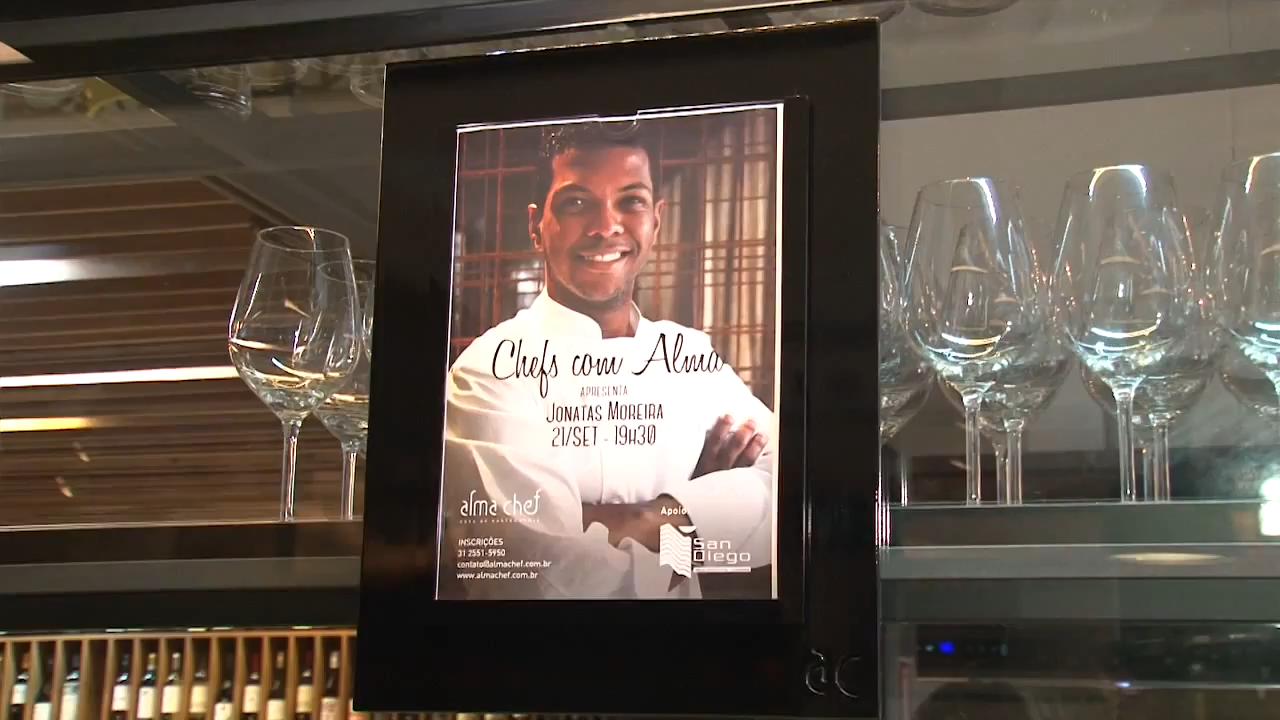 Chefs com Alma
APRESENTA
JONATAS MOREIRA
21/SET - 19H30
alma chef
Apoio
San
Diego
INSCRIÇÕES
31 2551-5950
contato@almachef.com.br
www.almachef.com.br
ac